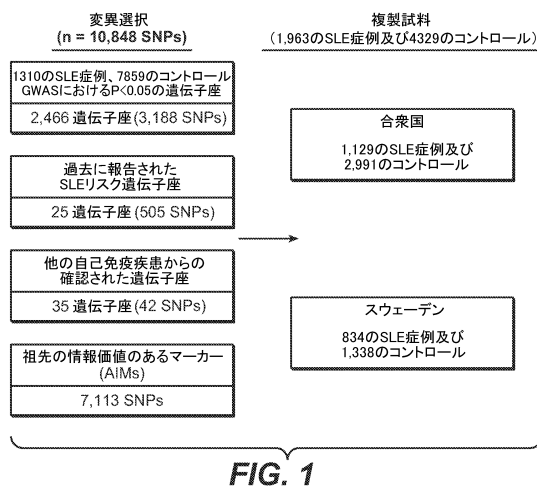 変異選択
(n = 10,848 SNPs)
1310のSLE症例、7859のコントロール
GWASにおけるP<0.05の遺伝子座
2,466 遺伝子座 (3,188 SNPs)
過去に報告された
SLEリスク遺伝子座
25 遺伝子座 (505 SNPs)
他の自己免疫疾患からの
確認された遺伝子座
35 遺伝子座 (42 SNPs)
祖先の情報価値のあるマーカー
(AIMs)
7,113 SNPs
複製試料
(1,963のSLE症例及び4329のコントロール)
合衆国
1,129のSLE症例及び
2,991のコントロール
スウェーデン
834のSLE症例及び
1,338のコントロール
FIG. 1